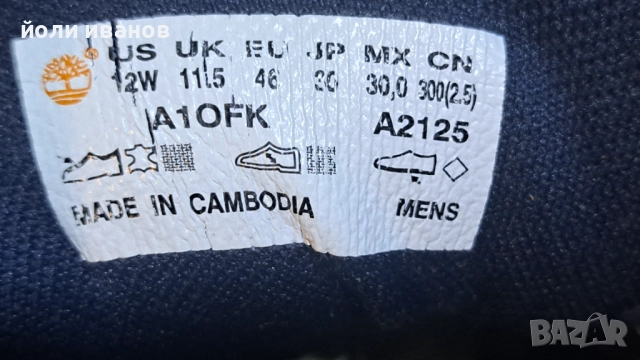 йоли иванов
US UK EU JP MX CN
12W 11.5 46 30 30,0 300(2.5)
A1OFK A2125
MADE IN CAMBODIA MENS
BAZAR